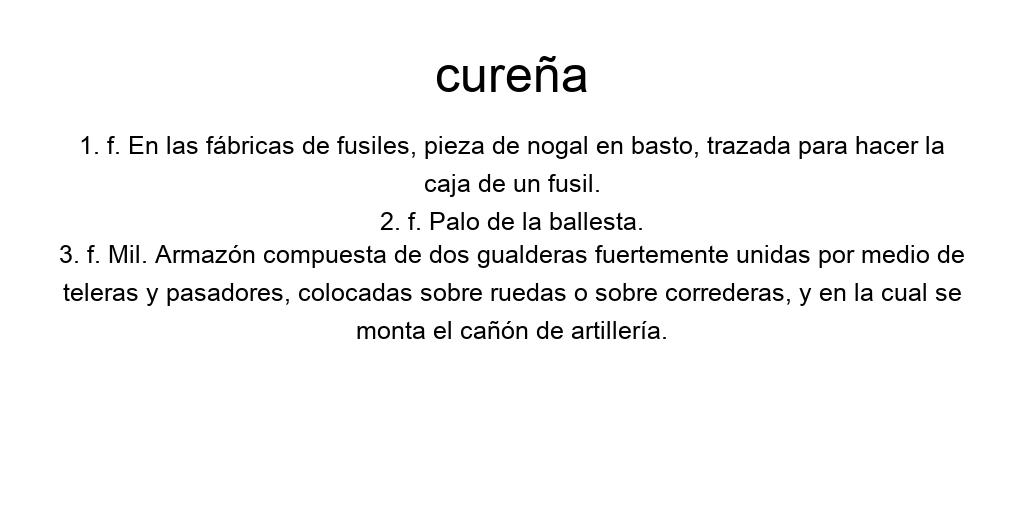 cureña
1. f. En las fábricas de fusiles, pieza de nogal en basto, trazada para hacer la
caja de un fusil.
2. f. Palo de la ballesta.
3. f. Mil. Armazón compuesta de dos gualderas fuertemente unidas por medio de
teleras y pasadores, colocadas sobre ruedas o sobre correderas, y en la cual se
monta el cañón de artillería.